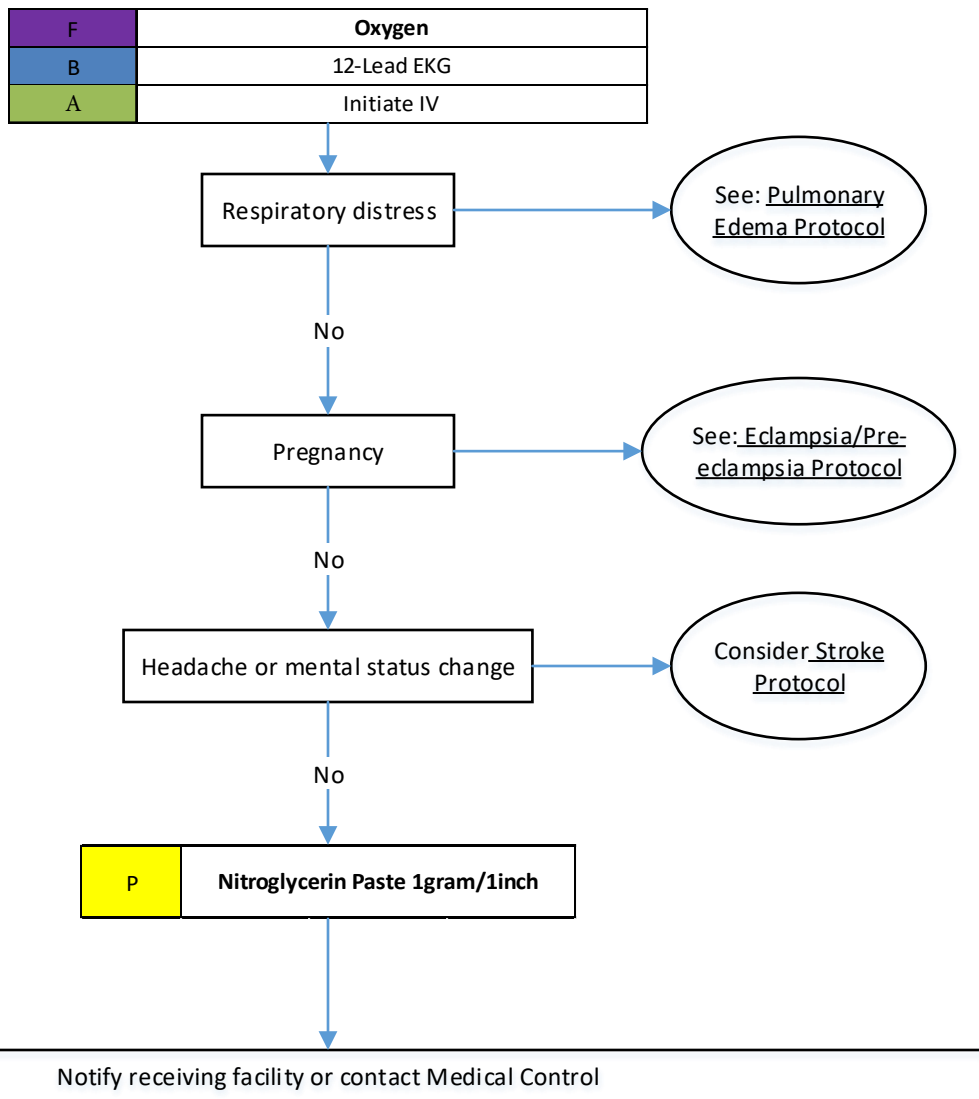 F Oxygen
B 12-Lead EKG
A Initiate IV
Respiratory distress
See: Pulmonary
Edema Protocol
No
Pregnancy
See: Eclampsia/Pre-
eclampsia Protocol
No
Headache or mental status change
Consider Stroke
Protocol
No
P Nitroglycerin Paste 1gram/1inch
Notify receiving facility or contact Medical Control